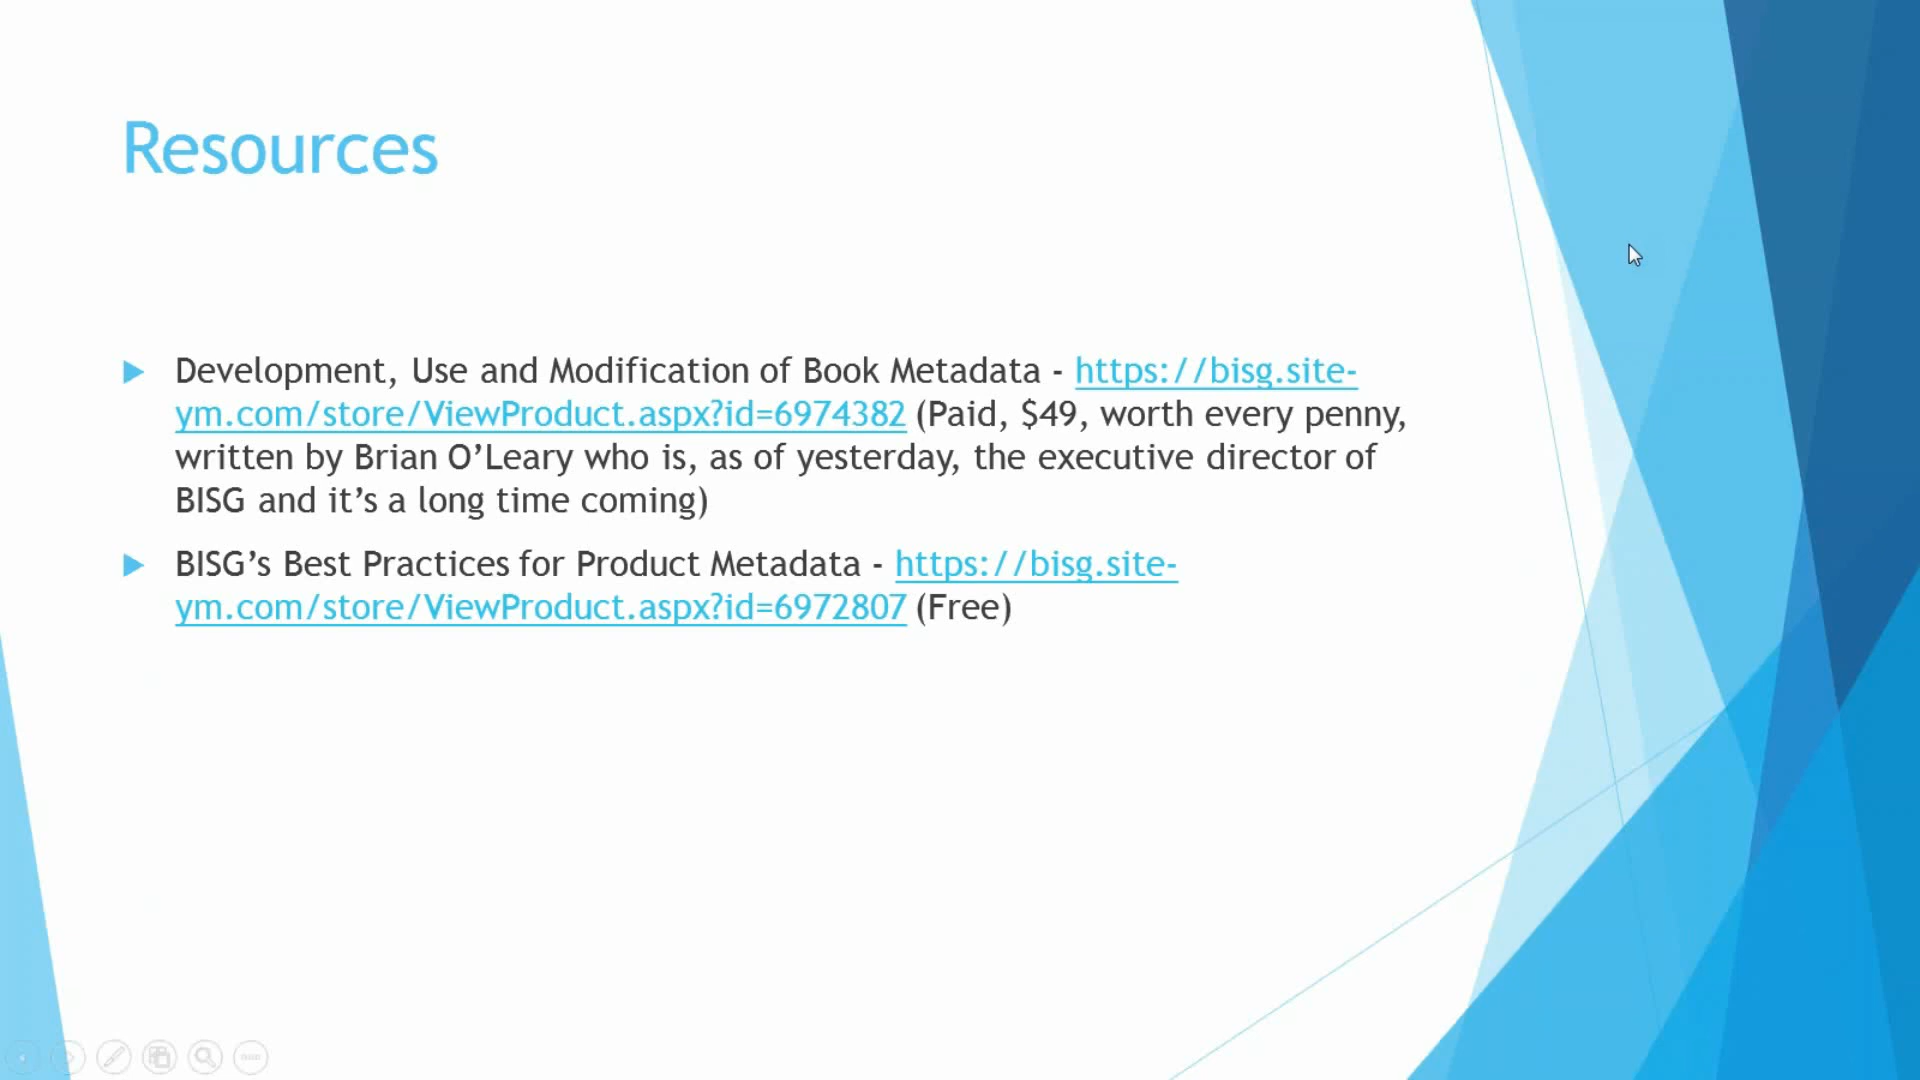 Resources
Development, Use and Modification of Book Metadata - https://bisg.site-
ym.com/store/ViewProduct.aspx?id=6974382 (Paid, $49, worth every penny,
written by Brian O’Leary who is, as of yesterday, the executive director of
BISG and it’s a long time coming)
BISG’s Best Practices for Product Metadata - https://bisg.site-
ym.com/store/ViewProduct.aspx?id=6972807 (Free)